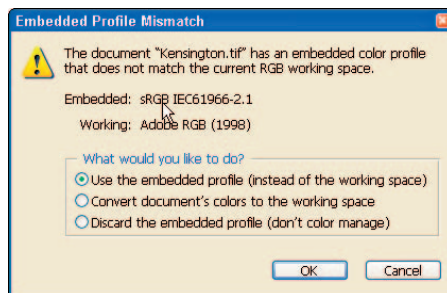 Embedded Profile Mismatch
The document "Kensington.tif" has an embedded color profile
that does not match the current RGB working space.
Embedded: sRGB IEC61966-2.1
Working: Adobe RGB (1998)
What would you like to do?
Use the embedded profile (instead of the working space)
Convert document's colors to the working space
Discard the embedded profile (don't color manage)
OK Cancel